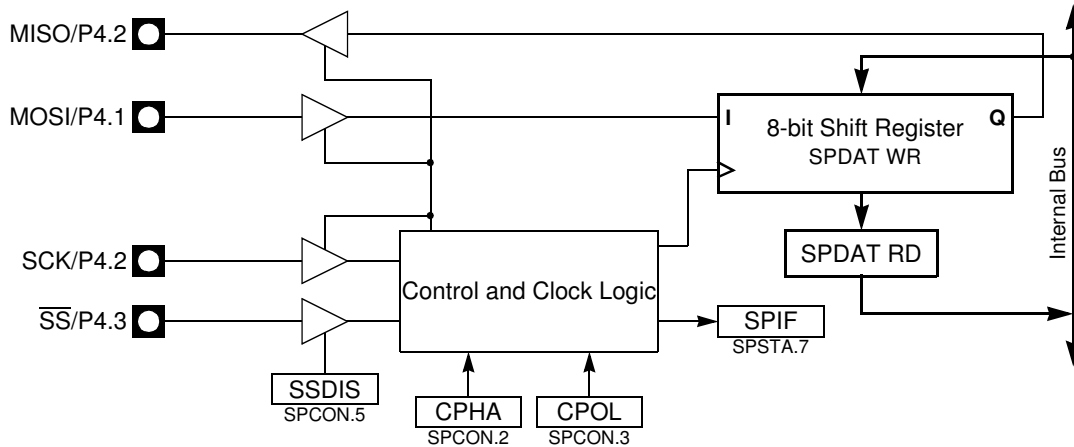 MISO/P4.2
MOSI/P4.1
I
8-bit Shift Register
Q
SPDAT WR
Internal Bus
SCK/P4.2
SPDAT RD
Control and Clock Logic
S̅S̅/P4.3
SPIF
SPSTA.7
SSDIS
SPCON.5
CPHA
SPCON.2
CPOL
SPCON.3